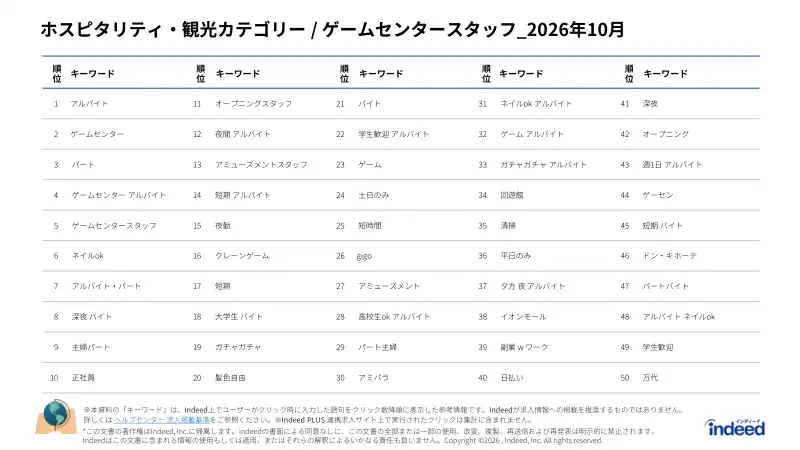 ホスピタリティ・観光カテゴリー / ゲームセンタースタッフ_2026年10月
順位 キーワード 順位 キーワード 順位 キーワード 順位 キーワード 順位 キーワード
1 アルバイト 11 オープニングスタッフ 21 バイト 31 ネイルok アルバイト 41 深夜
2 ゲームセンター 12 夜間 アルバイト 22 学生歓迎 アルバイト 32 ゲーム アルバイト 42 オープニング
3 パート 13 アミューズメントスタッフ 23 ゲーム 33 ガチャガチャ アルバイト 43 週1日 アルバイト
4 ゲームセンター アルバイト 14 短期 アルバイト 24 土日のみ 34 回遊館 44 ゲーセン
5 ゲームセンタースタッフ 15 夜勤 25 短時間 35 清掃 45 短期 バイト
6 ネイルok 16 クレーンゲーム 26 gigo 36 平日のみ 46 ドン・キホーテ
7 アルバイト・パート 17 短期 27 アミューズメント 37 夕方 夜 アルバイト 47 パートバイト
8 深夜 バイト 18 大学生 バイト 28 高校生ok アルバイト 38 イオンモール 48 アルバイト ネイルok
9 主婦パート 19 ガチャガチャ 29 パート主婦 39 副業 w ワーク 49 学生歓迎
10 正社員 20 髪色自由 30 アミパラ 40 日払い 50 万代
※本資料の「キーワード」は、Indeed上でユーザーがクリック時に入力した語句をクリック数降順に表示した参考情報です。Indeedが求人情報への掲載を推奨するものではありません。
詳しくは ヘルプセンター 求人掲載基準をご参照ください。※Indeed PLUS 連携求人サイト上で実行されたクリックは集計に含まれません。
*この文書の著作権はIndeed, Inc.に帰属します。Indeedの書面による同意なしに、この文書の全部または一部の使用、改変、複製、再送信および再発表は明示的に禁止されます。
Indeedはこの文書に含まれる情報の使用もしくは適用、またはそれらの解釈によるいかなる責任も負いません。Copyright ©2026 , Indeed, Inc. All rights reserved.
インディード
indeed